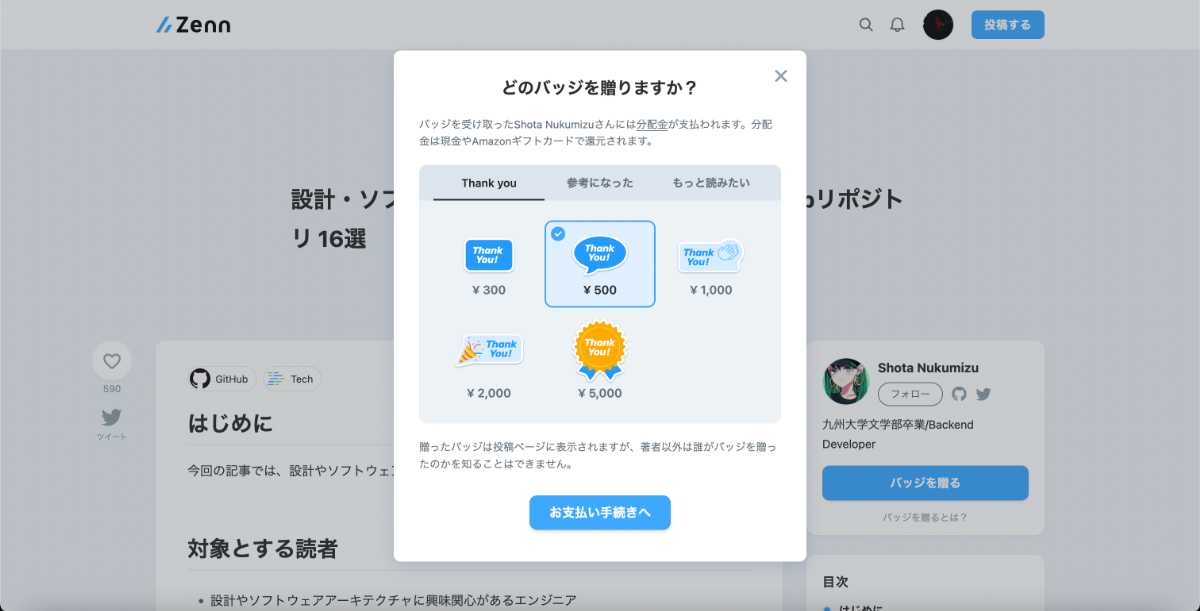 Zenn
投稿する
どのバッジを贈りますか？
バッジを受け取ったShota Nukumizuさんには分配金が支払われます。分配
金は現金やAmazonギフトカードで還元されます。
Thank you
参考になった
もっと読みたい
Thank
You!
¥ 300
Thank
You!
¥ 500
Thank
You!
¥ 1,000
Thank
You!
¥ 2,000
Thank
You!
¥ 5,000
贈ったバッジは投稿ページに表示されますが、著者以外は誰がバッジを贈っ
たのかを知ることはできません。
お支払い手続きへ
設計・ソフ
リポジト
リ 16選
590
ツイート
GitHub
Tech
はじめに
今回の記事では、設計やソフトウェア
対象とする読者
• 設計やソフトウェアアーキテクチャに興味関心があるエンジニア
Shota Nukumizu
フォロー
九州大学文学部卒業/Backend
Developer
バッジを贈る
バッジを贈るとは？
目次
はじめに